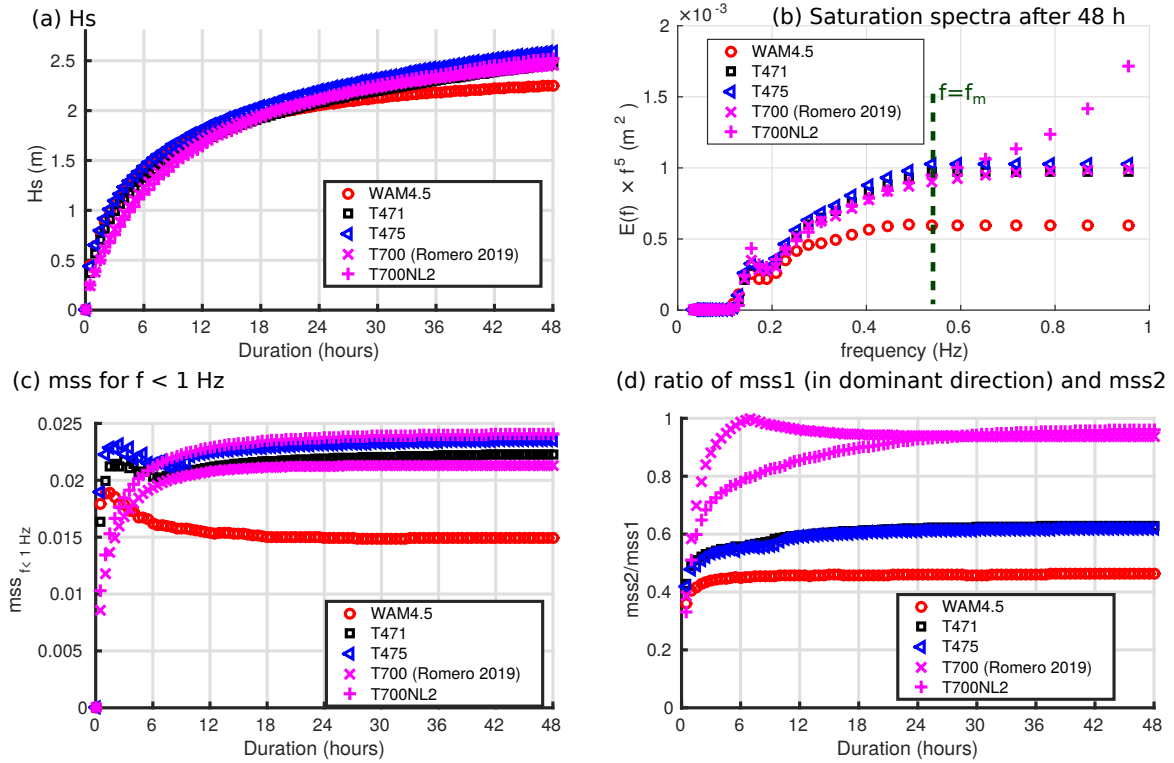 (a) Hs
Hs (m)
2.5
2
1.5
1
0.5
0
0 6 12 18 24 30 36 42 48
Duration (hours)
WAM4.5
T471
T475
T700 (Romero 2019)
T700NL2
(b) Saturation spectra after 48 h
×10⁻³
E(f) × f⁵ (m²)
2
1.5
1
0.5
0
0 0.2 0.4 0.6 0.8 1
frequency (Hz)
f=fₘ
WAM4.5
T471
T475
T700 (Romero 2019)
T700NL2
(c) mss for f < 1 Hz
mss f< 1 Hz
0.025
0.02
0.015
0.01
0.005
0
0 6 12 18 24 30 36 42 48
Duration (hours)
WAM4.5
T471
T475
T700 (Romero 2019)
T700NL2
(d) ratio of mss1 (in dominant direction) and mss2
mss2/mss1
1
0.8
0.6
0.4
0.2
0
0 6 12 18 24 30 36 42 48
Duration (hours)
WAM4.5
T471
T475
T700 (Romero 2019)
T700NL2